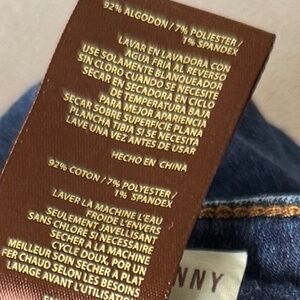 92% ALGODON / 7% POLIESTER /
1% SPANDEX
LAVAR EN LAVADORA CON
AGUA FRIA AL REVERSO
USE SOLAMENTE BLANQUEADOR
SIN CLORO CUANDO SE NECESITE
SECAR EN SECADORA EN CICLO
DE TEMPERATURA BAJA
PARA MEJOR APARIENCIA
SECAR SOBRE SUPERFICIE PLANA
PLANCHA TIBIA SI SE NECESITA
LAVE UNA VEZ ANTES DE USAR
HECHO EN CHINA
92% COTON / 7% POLYESTER /
1% SPANDEX
LAVER LA MACHINE L'EAU
FROIDE L'ENVERS
SEULEMENT JAVELLISANT
SANS CHLORE SI NECESSAIRE
SECHER LA MACHINE
CYCLE DOUX, POUR UN
MEILLEUR SOIN SÉCHER À PLAT
FER CHAUD SELON LES BESOINS
LAVAGE AVANT L'UTILISATION
NNY